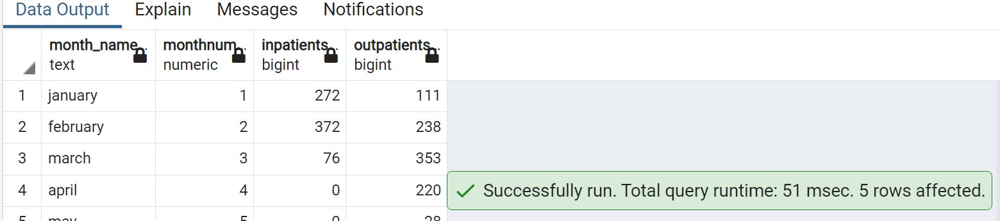 Data Output Explain Messages Notifications
month_name.. monthnum.. inpatients.. outpatients..
text numeric bigint bigint
1 january 1 272 111
2 february 2 372 238
3 march 3 76 353
4 april 4 0 220
Successfully run. Total query runtime: 51 msec. 5 rows affected.
5 may 5 0 28